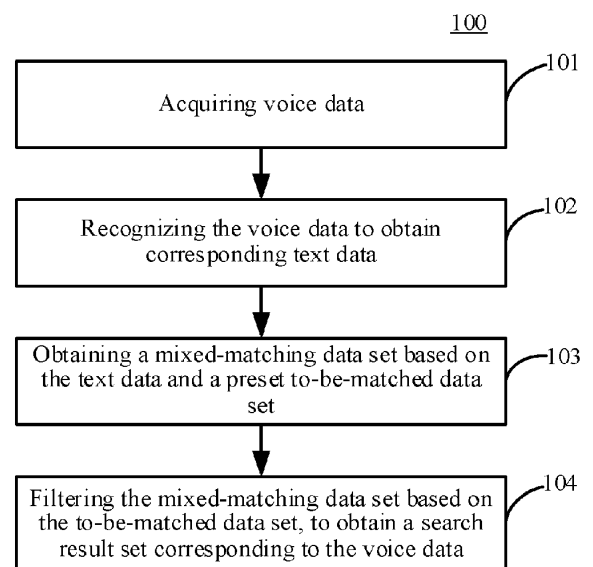 100
101
Acquiring voice data
102
Recognizing the voice data to obtain
corresponding text data
103
Obtaining a mixed-matching data set based on
the text data and a preset to-be-matched data
set
104
Filtering the mixed-matching data set based on
the to-be-matched data set, to obtain a search
result set corresponding to the voice data